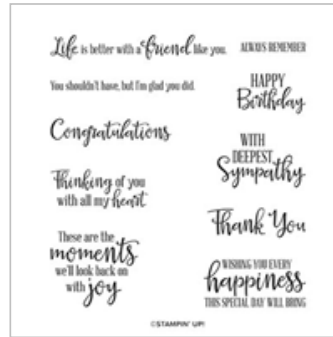 Life is better with a friend like you.
ALWAYS REMEMBER
You shouldn't have, but I'm glad you did.
HAPPY
Birthday
Congratulations
WITH
DEEPEST
Sympathy
Thinking of you
with all my heart
Thank You
These are the
moments
we'll look back on
with joy
WISHING YOU EVERY
happiness
THIS SPECIAL DAY WILL BRING
©STAMPIN' UP!